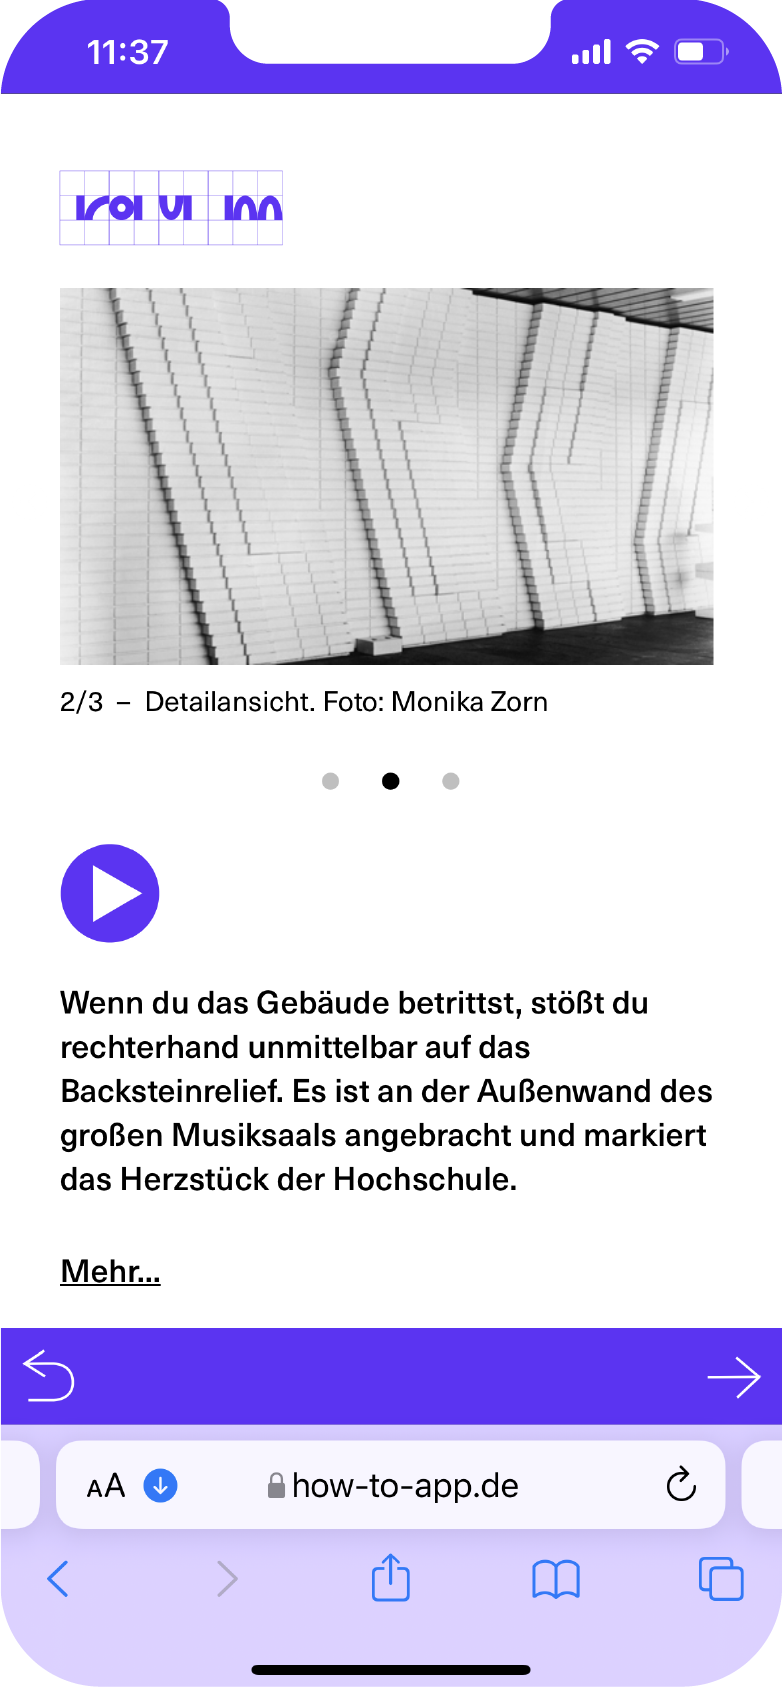 11:37
2/3 – Detailansicht. Foto: Monika Zorn
Wenn du das Gebäude betrittst, stößt du
rechterhand unmittelbar auf das
Backsteinrelief. Es ist an der Außenwand des
großen Musiksaals angebracht und markiert
das Herzstück der Hochschule.
Mehr...
AA
how-to-app.de